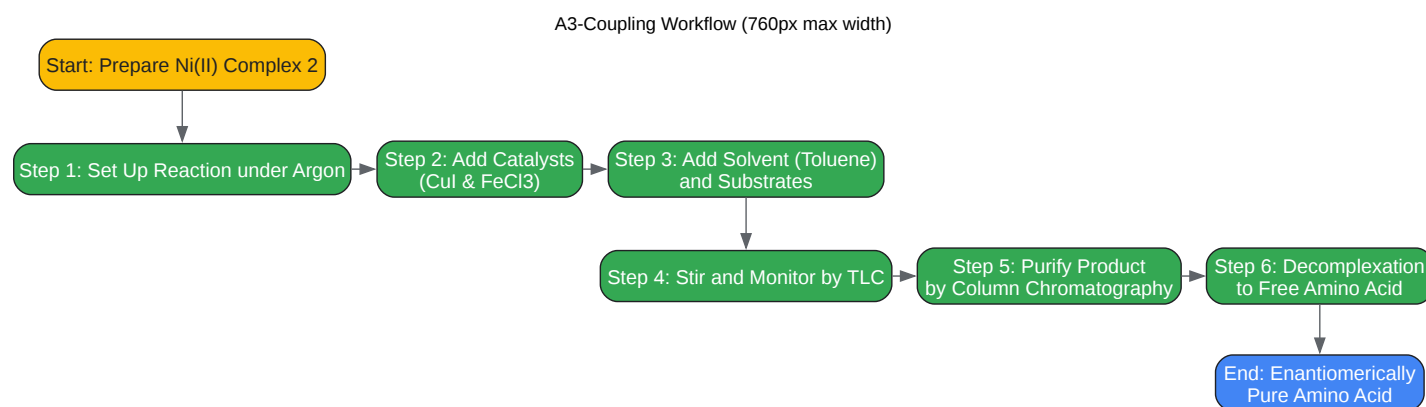 A3-Coupling Workflow (760px max width)
Start: Prepare Ni(II) Complex 2
Step 1: Set Up Reaction under Argon
Step 2: Add Catalysts
(CuI & FeCl3)
Step 3: Add Solvent (Toluene)
and Substrates
Step 4: Stir and Monitor by TLC
Step 5: Purify Product
by Column Chromatography
Step 6: Decomplexation
to Free Amino Acid
End: Enantiomerically
Pure Amino Acid